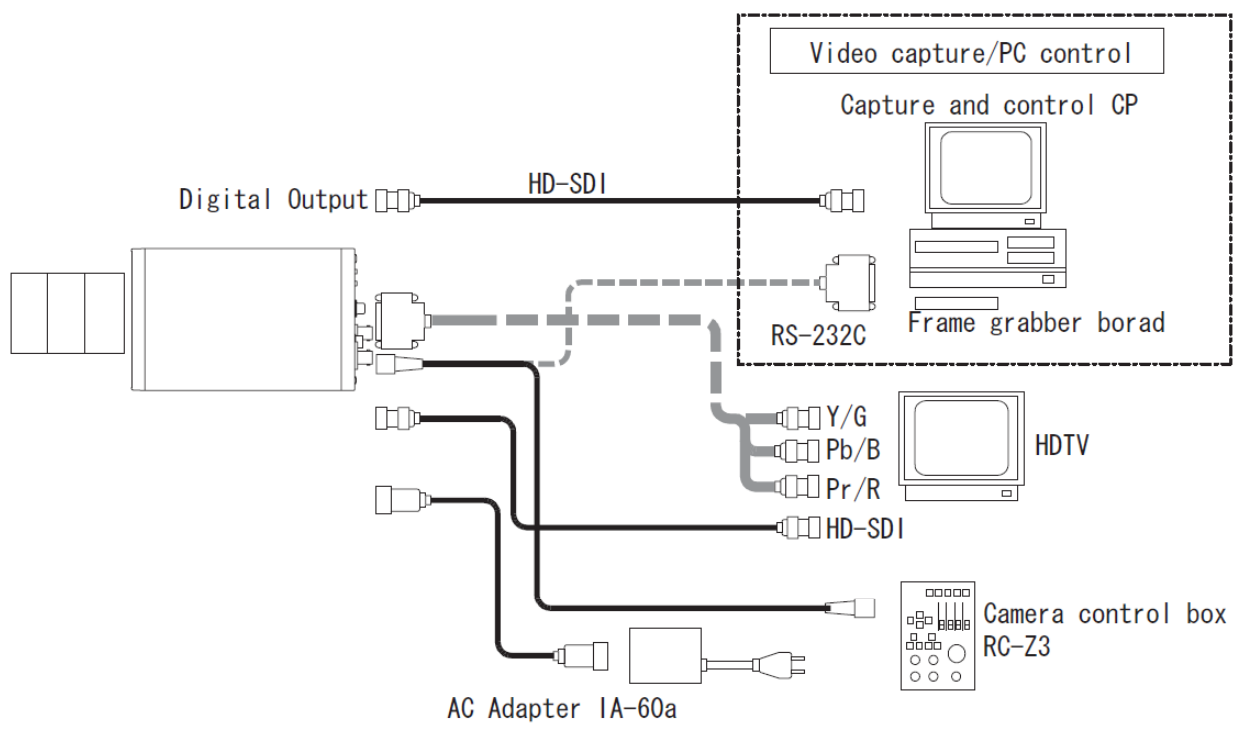 Video capture/PC control
Capture and control CP
HD-SDI
Digital Output
RS-232C
Frame grabber borad
Y/G
Pb/B
Pr/R
HDTV
HD-SDI
Camera control box
RC-Z3
AC Adapter IA-60a